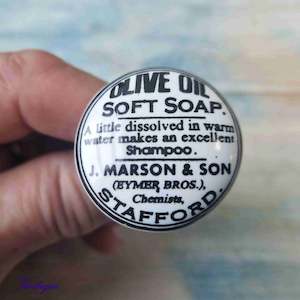 OLIVE OIL
SOFT SOAP.
A little dissolved in warm
water makes an excellent
Shampoo.
J. MARSON & SON
(EYMER BROS.),
Chemists,
STAFFORD.